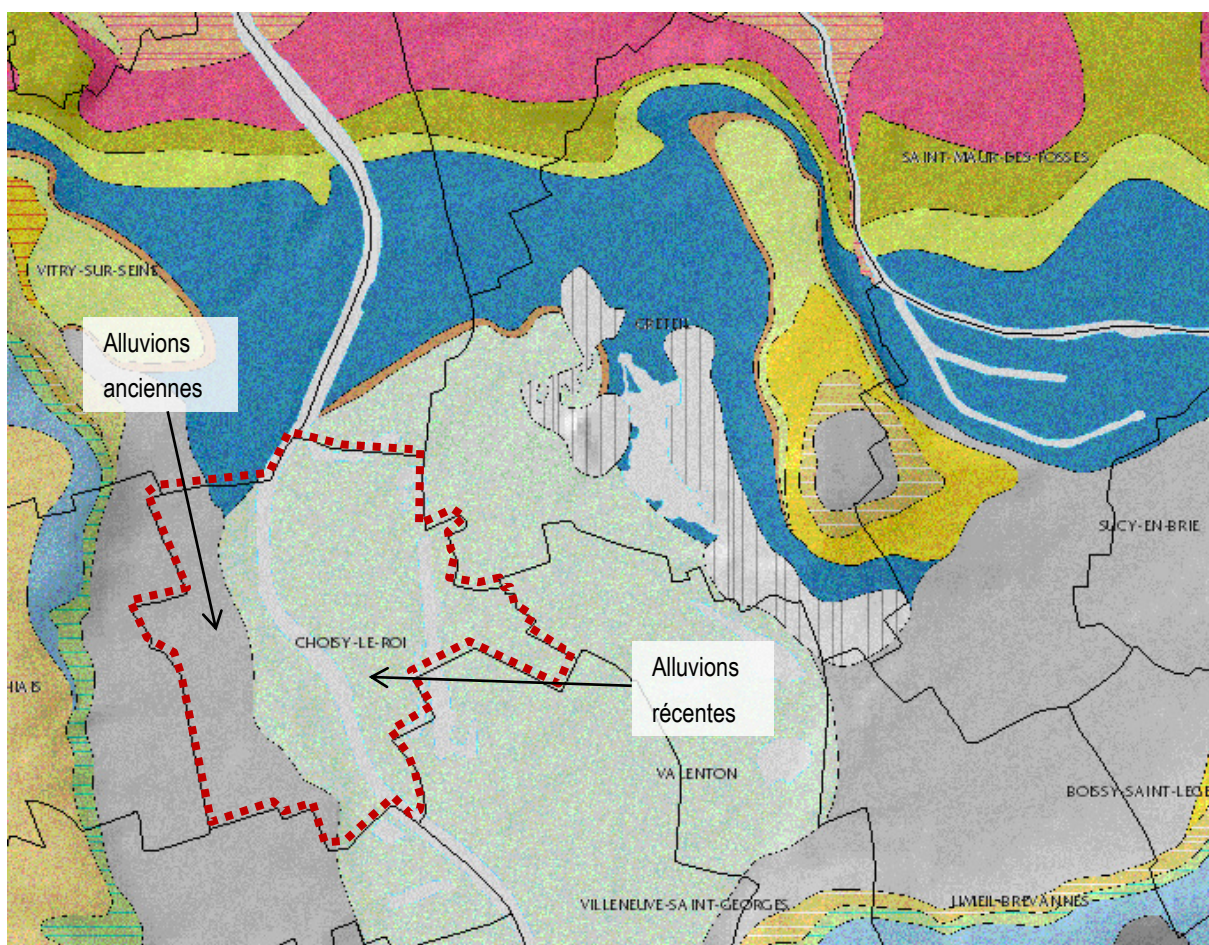 SAINT-MAUR-DES-FOSSES
VITRY-SUR-SEINE
CRETEIL
Alluvions
anciennes
SUCY-EN-BRIE
CHOISY-LE-ROI
HIAIS
Alluvions
récentes
VALENTON
BOISSY-SAINT-LEGE
VILLENEUVE-SAINT-GEORGES
LIMEIL-BREVANNES